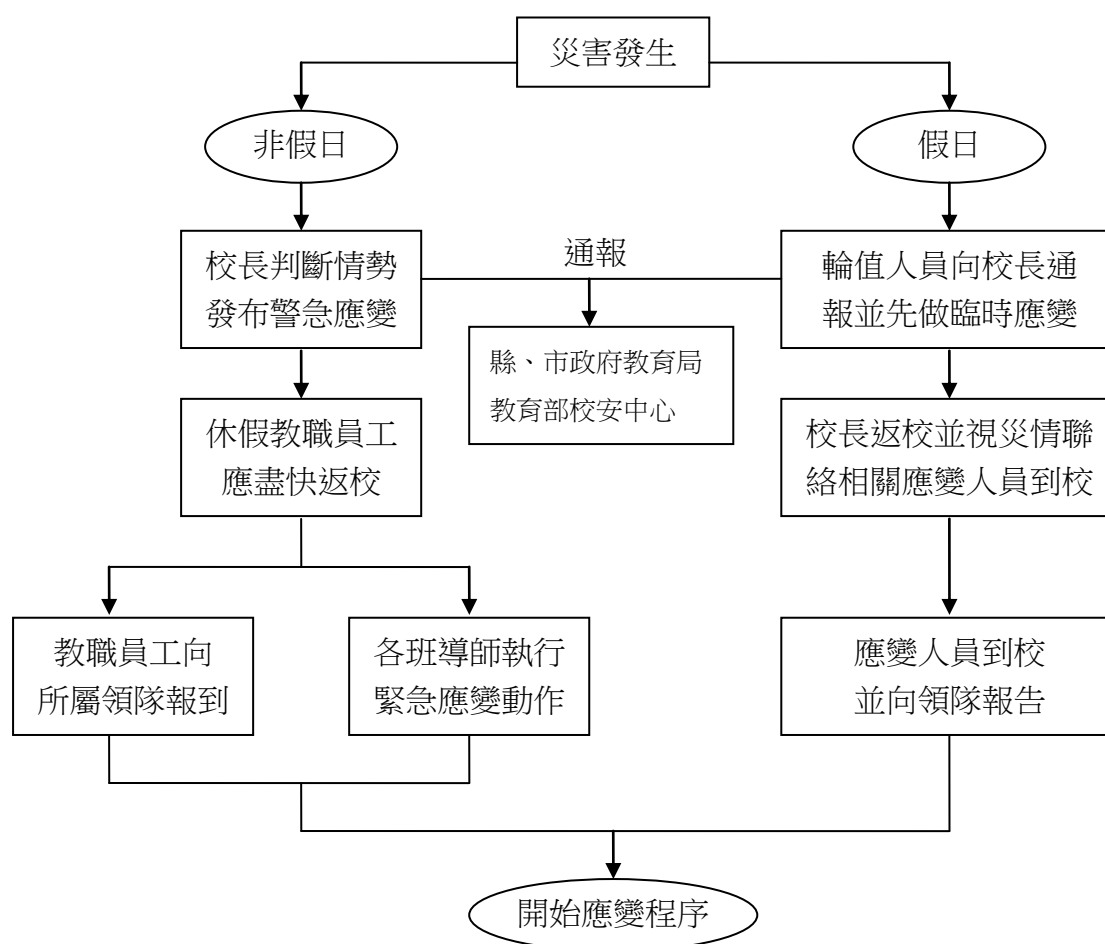 災害發生
非假日
假日
校長判斷情勢
發布警急應變
通報
輪值人員向校長通
報並先做臨時應變
縣、市政府教育局
教育部校安中心
休假教職員工
應盡快返校
校長返校並視災情聯
絡相關應變人員到校
教職員工向
所屬領隊報到
各班導師執行
緊急應變動作
應變人員到校
並向領隊報告
開始應變程序